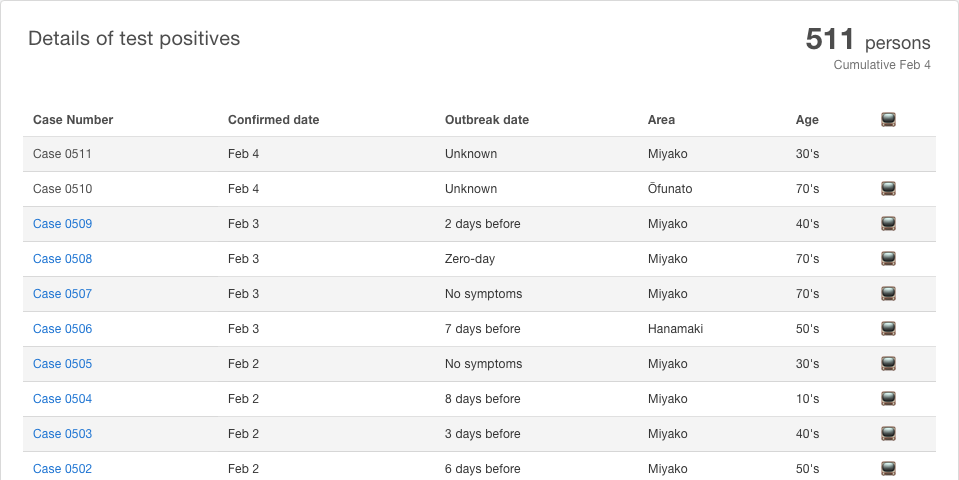 Details of test positives
511 persons
Cumulative Feb 4
Case Number Confirmed date Outbreak date Area Age
Case 0511 Feb 4 Unknown Miyako 30's
Case 0510 Feb 4 Unknown Ōfunato 70's
Case 0509 Feb 3 2 days before Miyako 40's
Case 0508 Feb 3 Zero-day Miyako 70's
Case 0507 Feb 3 No symptoms Miyako 70's
Case 0506 Feb 3 7 days before Hanamaki 50's
Case 0505 Feb 2 No symptoms Miyako 30's
Case 0504 Feb 2 8 days before Miyako 10's
Case 0503 Feb 2 3 days before Miyako 40's
Case 0502 Feb 2 6 days before Miyako 50's